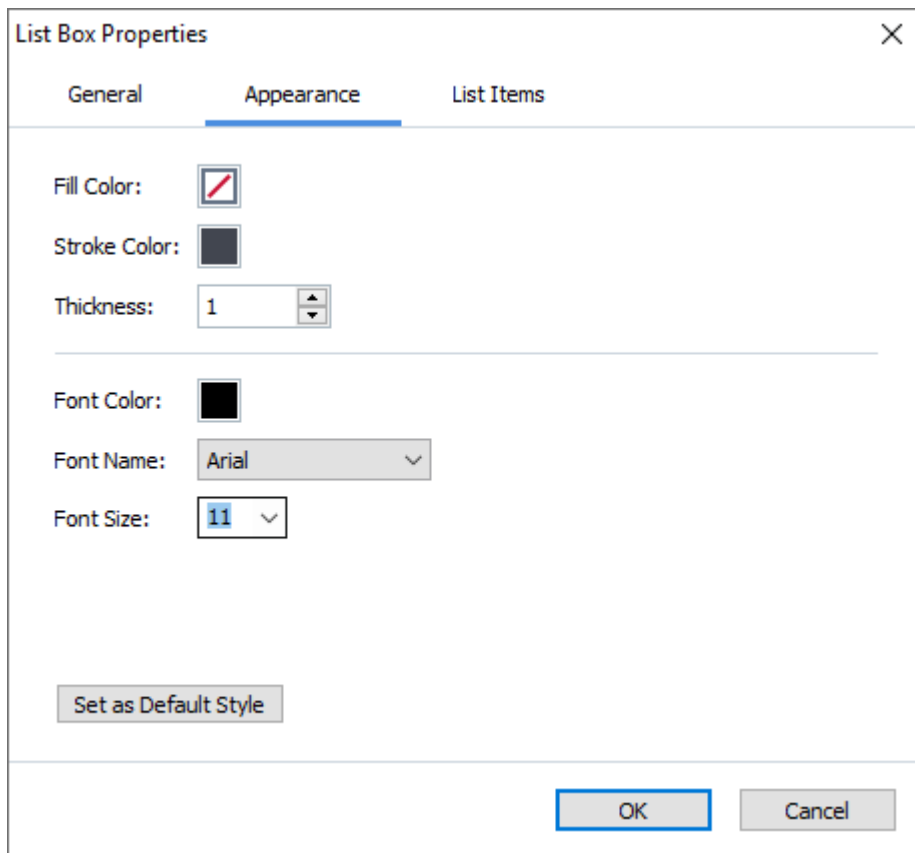 List Box Properties
General Appearance List Items
Fill Color:
Stroke Color:
Thickness: 1
Font Color:
Font Name: Arial
Font Size: 11
Set as Default Style
OK Cancel